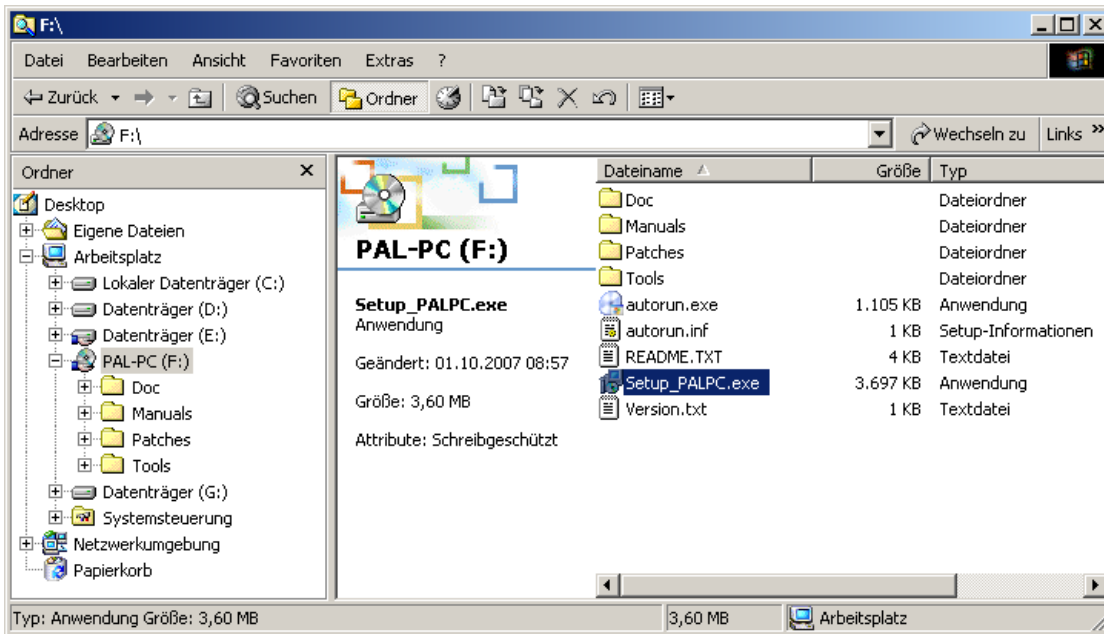 F:\
Datei Bearbeiten Ansicht Favoriten Extras ?
Zurück Suchen Ordner
Adresse F:\ Wechseln zu Links »
Ordner
Desktop
Eigene Dateien
Arbeitsplatz
Lokaler Datenträger (C:)
Datenträger (D:)
Datenträger (E:)
PAL-PC (F:)
Doc
Manuals
Patches
Tools
Datenträger (G:)
Systemsteuerung
Netzwerkumgebung
Papierkorb
PAL-PC (F:)
Setup_PALPC.exe
Anwendung
Geändert: 01.10.2007 08:57
Größe: 3,60 MB
Attribute: Schreibgeschützt
Dateiname Größe Typ
Doc Dateiordner
Manuals Dateiordner
Patches Dateiordner
Tools Dateiordner
autorun.exe 1.105 KB Anwendung
autorun.inf 1 KB Setup-Informationen
README.TXT 4 KB Textdatei
Setup_PALPC.exe 3.697 KB Anwendung
Version.txt 1 KB Textdatei
Typ: Anwendung Größe: 3,60 MB 3,60 MB Arbeitsplatz